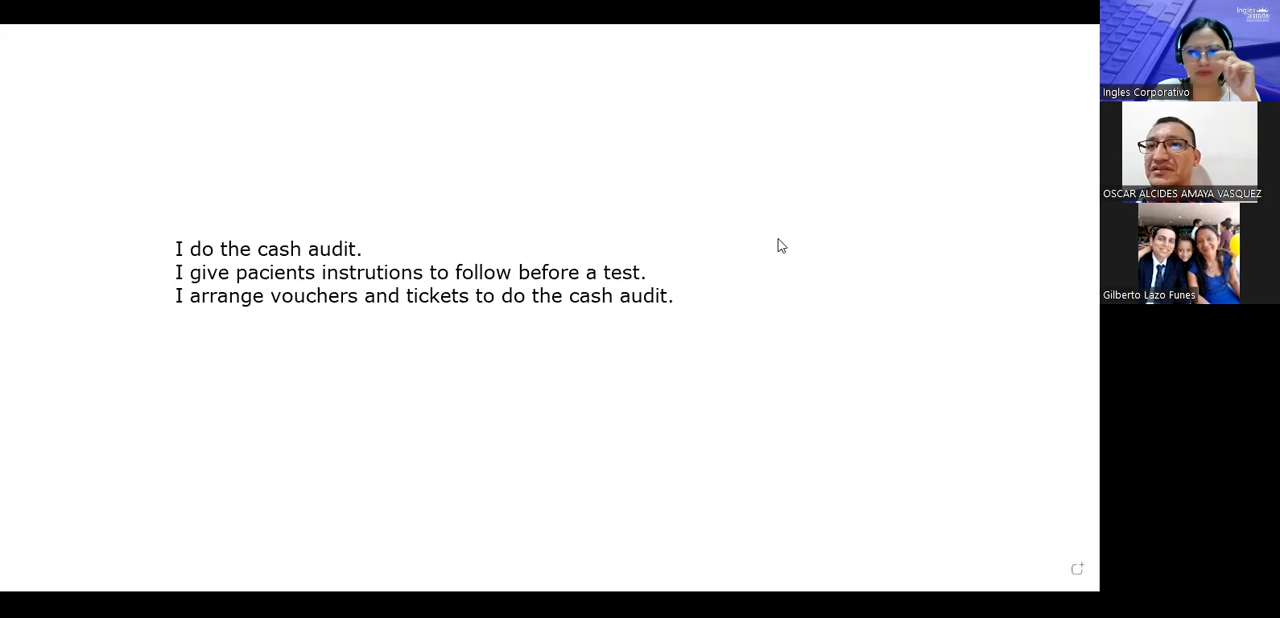 I do the cash audit.
I give pacients instrutions to follow before a test.
I arrange vouchers and tickets to do the cash audit.
Ingles
Ingles Corporativo
OSCAR ALCIDES AMAYA VASQUEZ
Gilberto Lazo Funes